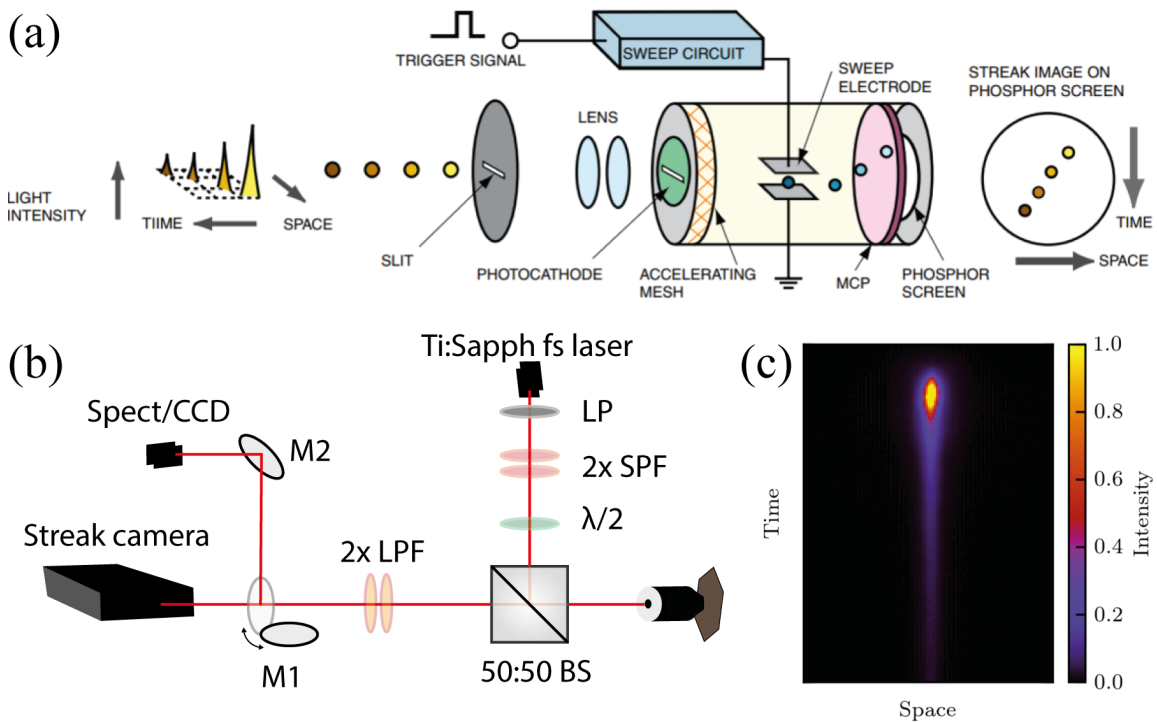 (a)
TRIGGER SIGNAL
SWEEP CIRCUIT
SWEEP
ELECTRODE
STREAK IMAGE ON
PHOSPHOR SCREEN
LENS
LIGHT
INTENSITY
TIIME
SPACE
SLIT
PHOTOCATHODE
ACCELERATING
MESH
MCP
PHOSPHOR
SCREEN
TIME
SPACE
(b)
Ti:Sapph fs laser
LP
Spect/CCD
M2
2x SPF
λ/2
Streak camera
2x LPF
M1
50:50 BS
(c)
1.0
0.8
0.6
0.4
0.2
0.0
Time
Intensity
Space